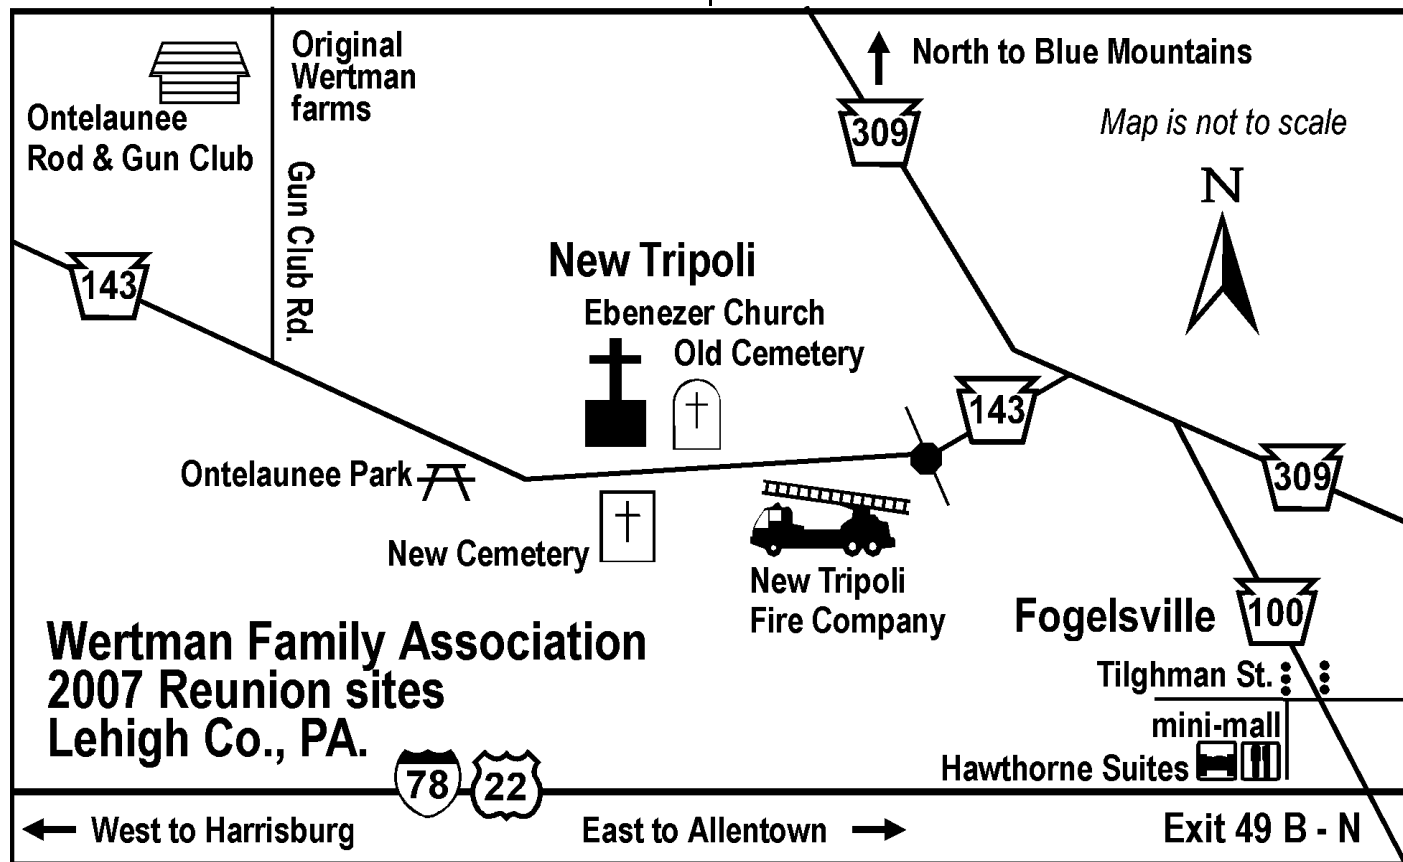 Original
Wertman
farms
Ontelaunee
Rod & Gun Club
Gun Club Rd.
North to Blue Mountains
309
Map is not to scale
N
143
New Tripoli
Ebenezer Church
Old Cemetery
143
Ontelaunee Park
309
New Cemetery
New Tripoli
Fire Company
Fogelsville
100
Wertman Family Association
2007 Reunion sites
Lehigh Co., PA.
Tilghman St.
mini-mall
Hawthorne Suites
78
22
West to Harrisburg
East to Allentown
Exit 49 B - N